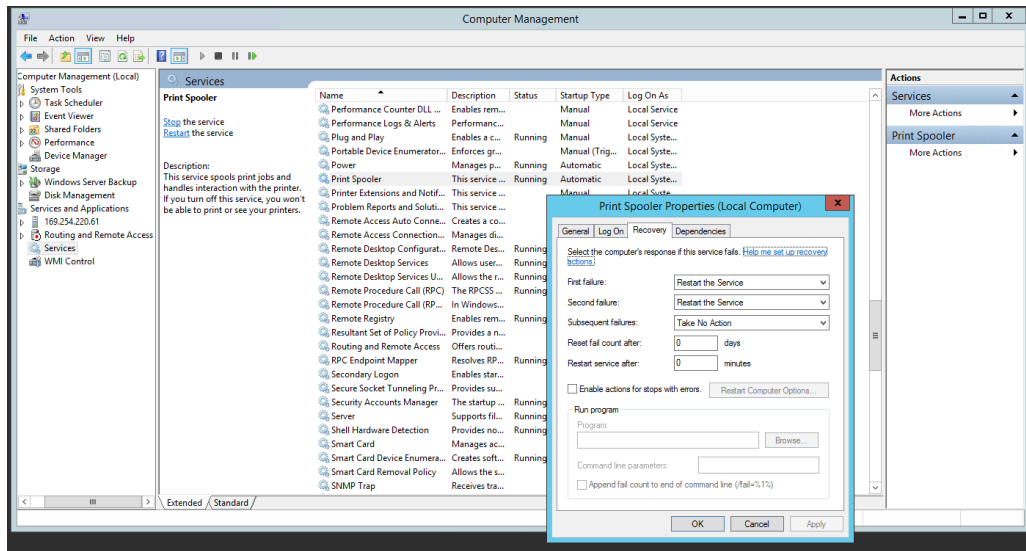 Computer Management
File Action View Help
Computer Management (Local)
System Tools
Task Scheduler
Event Viewer
Shared Folders
Performance
Device Manager
Storage
Windows Server Backup
Disk Management
Services and Applications
169.254.220.61
Routing and Remote Access
Services
WMI Control
Services
Print Spooler
Stop the service
Restart the service
Description:
This service spools print jobs and
handles interaction with the printer.
If you turn off this service, you won't
be able to print or see your printers.
Name Description Status Startup Type Log On As
Performance Counter DLL ... Enables rem... Manual Local Service
Performance Logs & Alerts Performanc... Manual Local Service
Plug and Play Enables a c... Running Manual Local Syste...
Portable Device Enumerator... Enforces gr... Manual (Trig... Local Syste...
Power Manages p... Running Automatic Local Syste...
Print Spooler This service ... Running Automatic Local Syste...
Printer Extensions and Notif... This service ... Manual Local Syste...
Problem Reports and Soluti... This service ...
Remote Access Auto Conne... Creates a co...
Remote Access Connection... Manages di...
Remote Desktop Configurat... Remote Des... Running
Remote Desktop Services Allows user... Running
Remote Desktop Services U... Allows the r... Running
Remote Procedure Call (RPC) The RPCSS ... Running
Remote Procedure Call (RP... In Windows...
Remote Registry Enables rem... Running
Resultant Set of Policy Provi... Provides a n...
Routing and Remote Access Offers routi...
RPC Endpoint Mapper Resolves RP... Running
Secondary Logon Enables star...
Secure Socket Tunneling Pr... Provides su...
Security Accounts Manager The startup ... Running
Server Supports fil... Running
Shell Hardware Detection Provides no... Running
Smart Card Manages ac...
Smart Card Device Enumera... Creates soft... Running
Smart Card Removal Policy Allows the s...
SNMP Trap Receives tra...
Extended Standard
Actions
Services
More Actions
Print Spooler
More Actions
Print Spooler Properties (Local Computer)
General Log On Recovery Dependencies
Select the computer's response if this service fails. Help me set up recovery
actions.
First failure: Restart the Service
Second failure: Restart the Service
Subsequent failures: Take No Action
Reset fail count after: 0 days
Restart service after: 0 minutes
Enable actions for stops with errors. Restart Computer Options...
Run program
Program:
Browse...
Command line parameters:
Append fail count to end of command line (/fail=%1%)
OK Cancel Apply